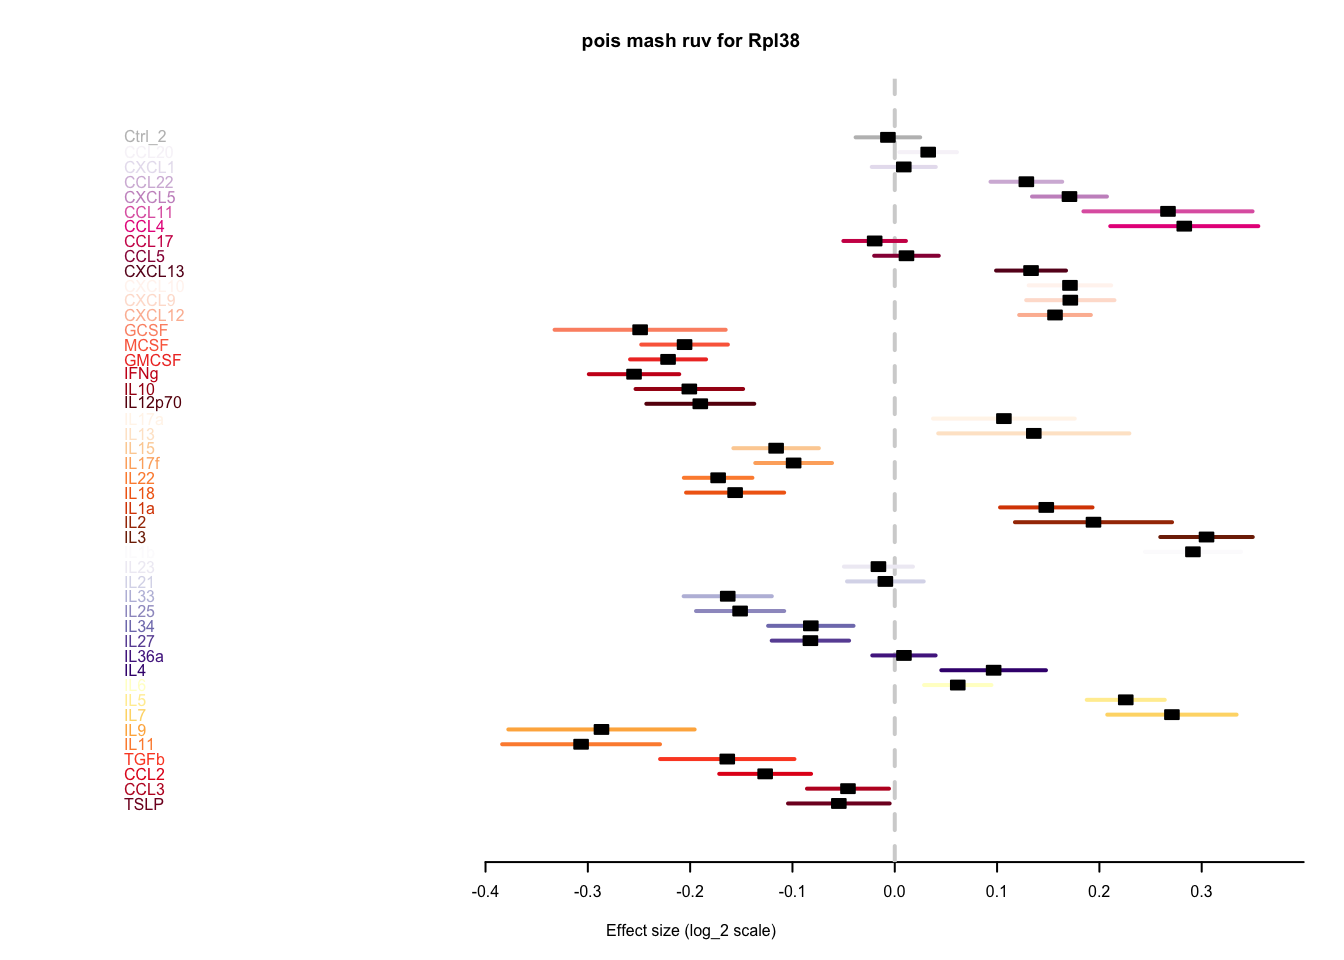 pois mash ruv for Rpl38
Ctrl_2
CCL20
CXCL1
CCL22
CXCL5
CCL11
CCL4
CCL17
CCL5
CXCL13
CXCL10
CXCL9
CXCL12
GCSF
MCSF
GMCSF
IFNg
IL10
IL12p70
IL17a
IL13
IL15
IL17f
IL22
IL18
IL1a
IL2
IL3
IL23
IL21
IL33
IL25
IL34
IL27
IL36a
IL4
IL6
IL5
IL7
IL9
IL11
TGFb
CCL2
CCL3
TSLP
-0.4 -0.3 -0.2 -0.1 0.0 0.1 0.2 0.3
Effect size (log_2 scale)